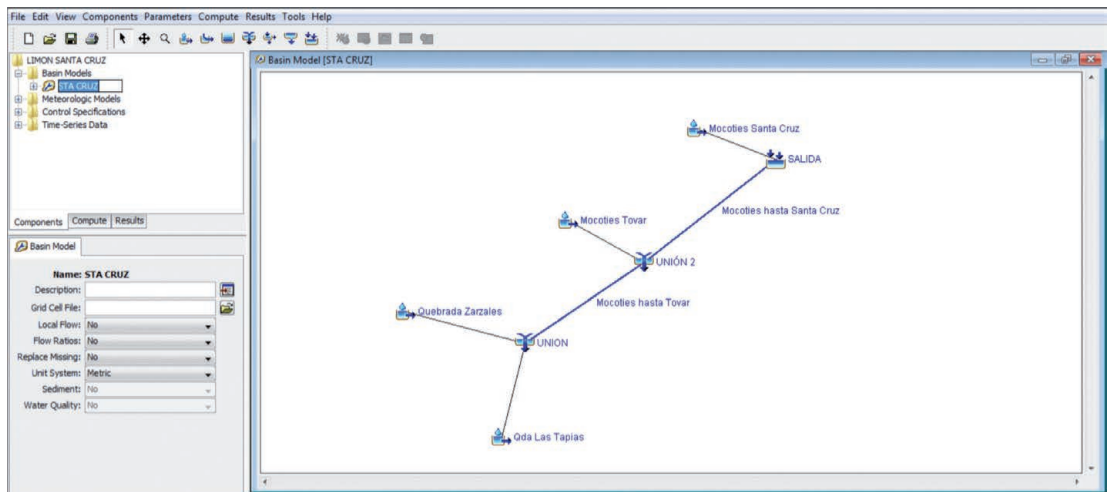 File Edit View Components Parameters Compute Results Tools Help
LIMON SANTA CRUZ
Basin Models
STA CRUZ
Meteorologic Models
Control Specifications
Time-Series Data
Components Compute Results
Basin Model
Name: STA CRUZ
Description:
Grid Cell File:
Local Flow: No
Flow Ratios: No
Replace Missing: No
Unit System: Metric
Sediment: No
Water Quality: No
Basin Model [STA CRUZ]
Mocoties Santa Cruz
SALIDA
Mocoties hasta Santa Cruz
Mocoties Tovar
UNIÓN 2
Mocoties hasta Tovar
Quebrada Zarzales
UNION
Qda Las Tapias